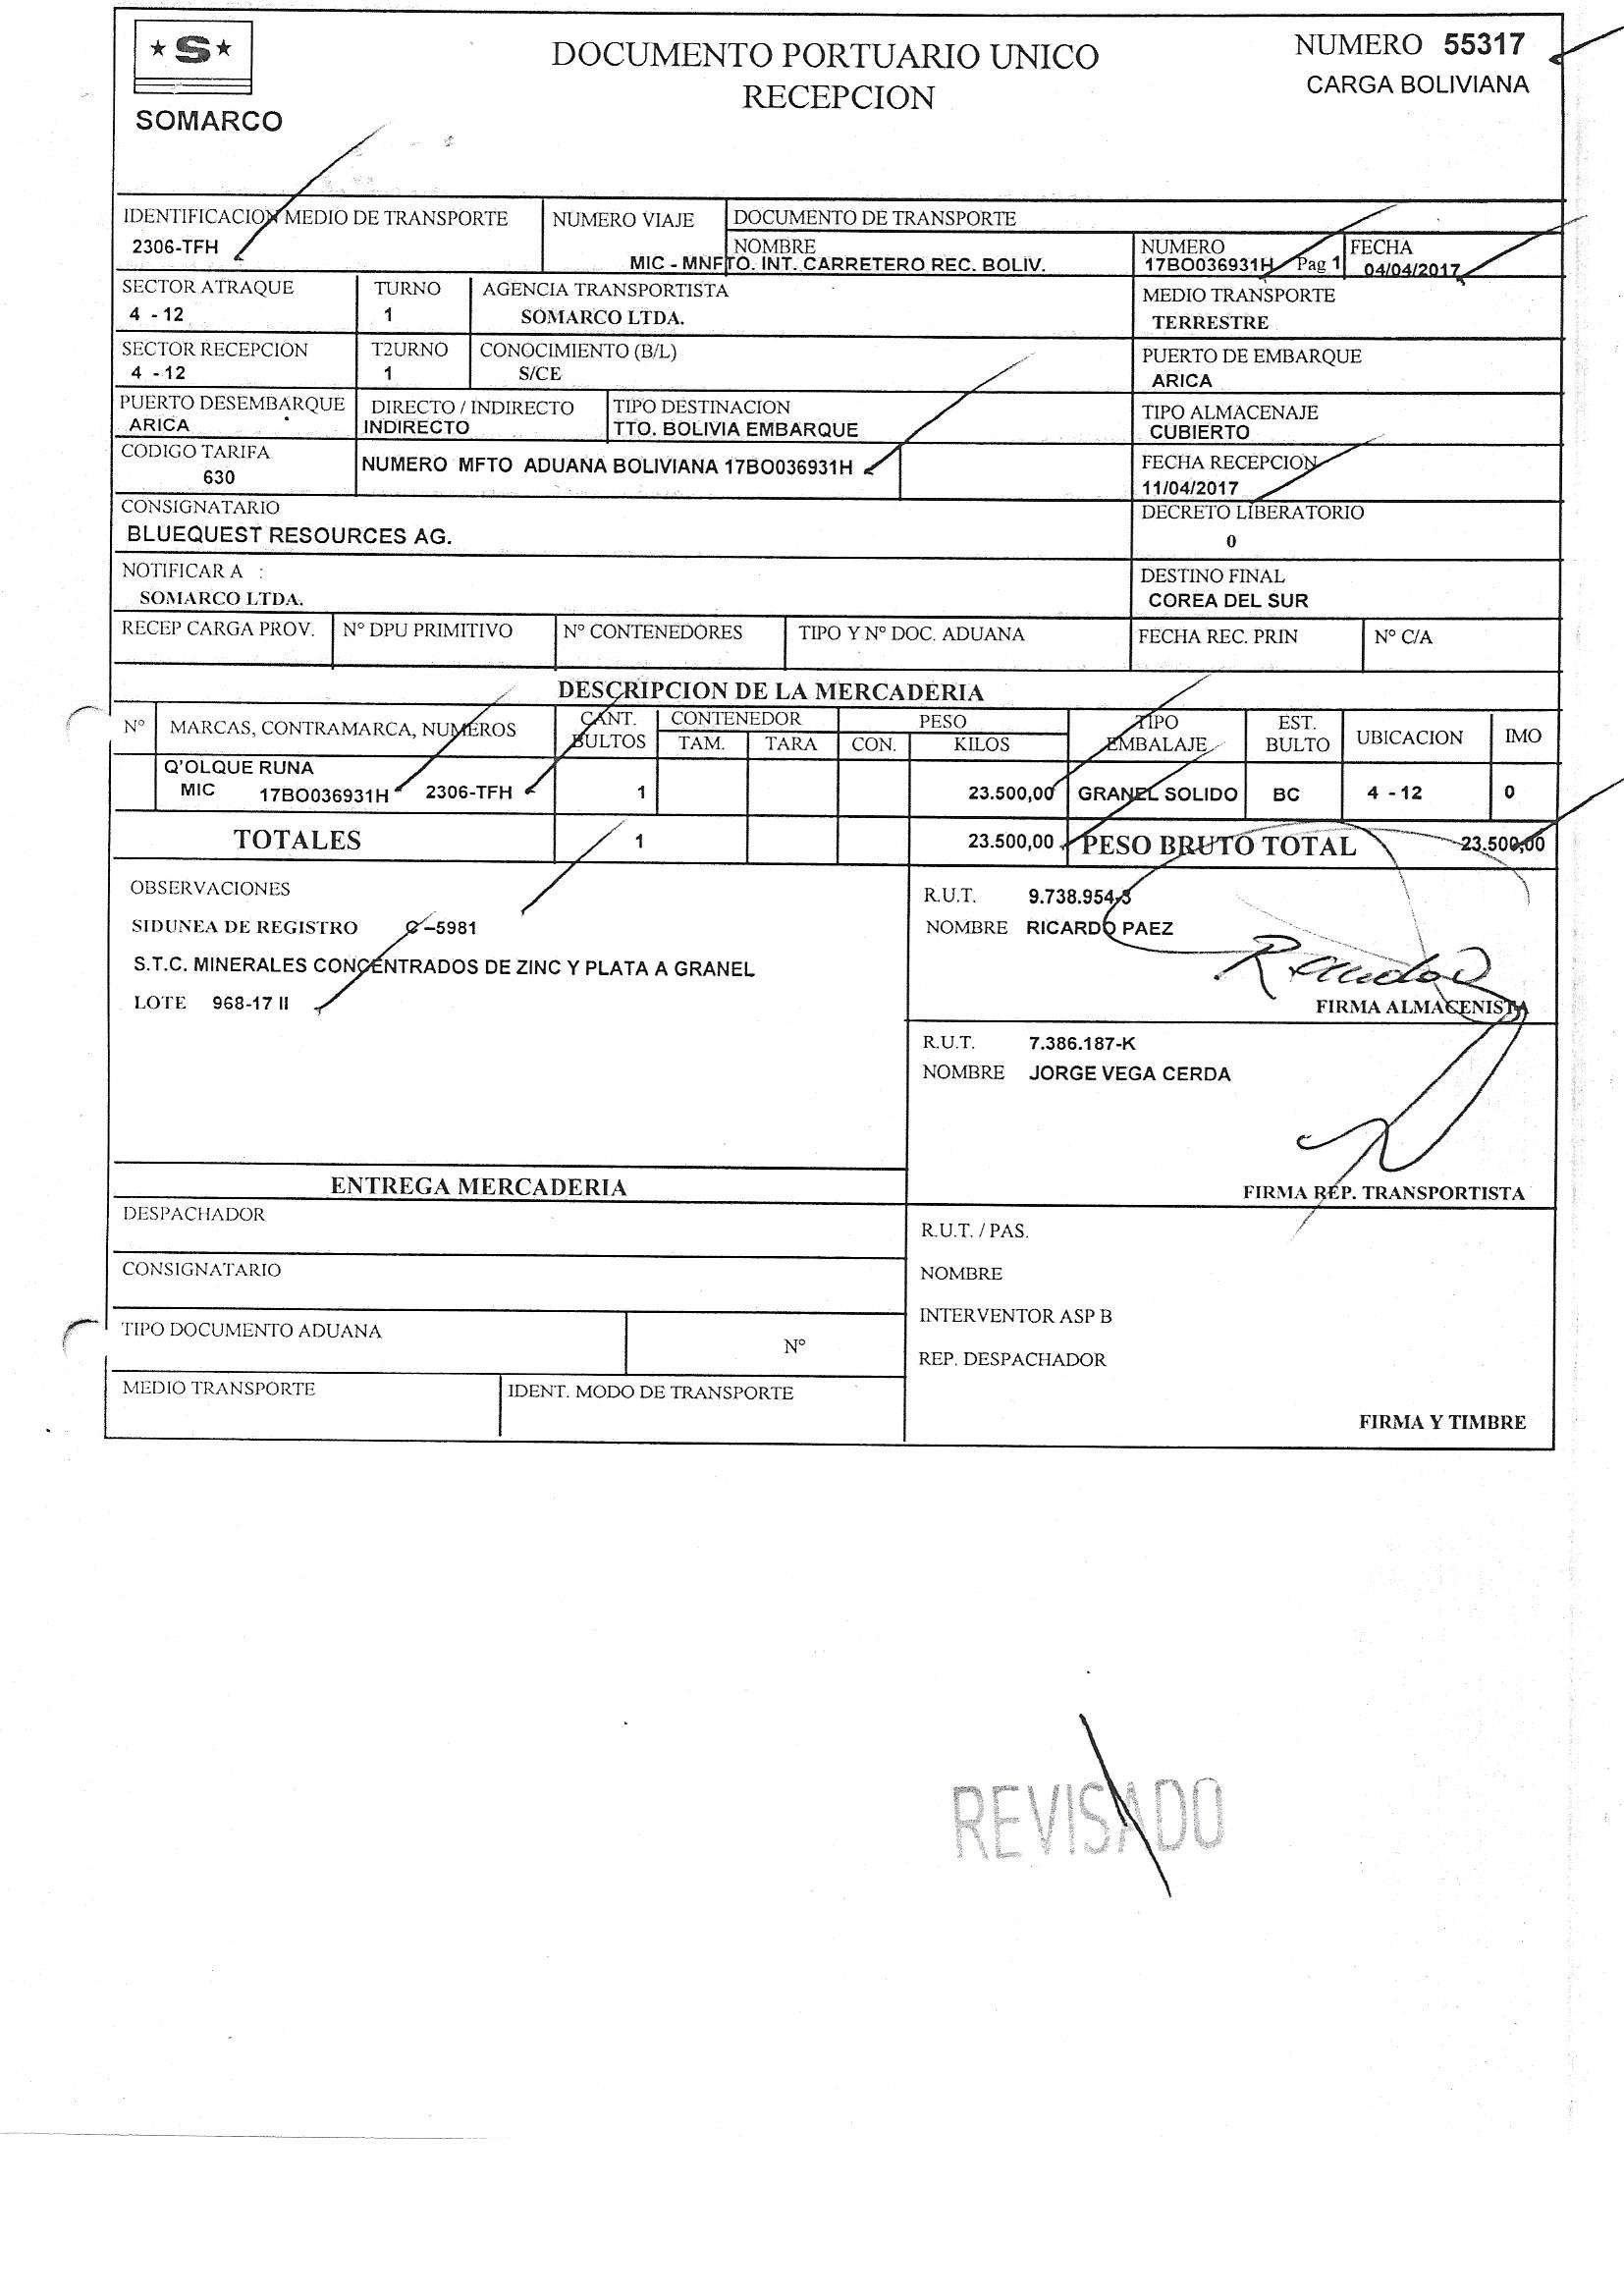 ★ S ★
SOMARCO
DOCUMENTO PORTUARIO UNICO
RECEPCION
NUMERO 55317
CARGA BOLIVIANA
IDENTIFICACION MEDIO DE TRANSPORTE
2306-TFH
NUMERO VIAJE
DOCUMENTO DE TRANSPORTE
NOMBRE
MIC - MNFTO. INT. CARRETERO REC. BOLIV.
NUMERO
17BO036931H Pag 1
FECHA
04/04/2017
SECTOR ATRAQUE
4 - 12
TURNO
1
AGENCIA TRANSPORTISTA
SOMARCO LTDA.
MEDIO TRANSPORTE
TERRESTRE
SECTOR RECEPCION
4 - 12
T2URNO
1
CONOCIMIENTO (B/L)
S/CE
PUERTO DE EMBARQUE
ARICA
PUERTO DESEMBARQUE
ARICA
DIRECTO / INDIRECTO
INDIRECTO
TIPO DESTINACION
TTO. BOLIVIA EMBARQUE
TIPO ALMACENAJE
CUBIERTO
CODIGO TARIFA
630
NUMERO MFTO ADUANA BOLIVIANA 17BO036931H
FECHA RECEPCION
11/04/2017
CONSIGNATARIO
BLUEQUEST RESOURCES AG.
DECRETO LIBERATORIO
0
NOTIFICAR A :
SOMARCO LTDA.
DESTINO FINAL
COREA DEL SUR
RECEP CARGA PROV. N° DPU PRIMITIVO N° CONTENEDORES TIPO Y N° DOC. ADUANA FECHA REC. PRIN N° C/A
DESCRIPCION DE LA MERCADERIA
N° MARCAS, CONTRAMARCA, NUMEROS CANT. BULTOS CONTENEDOR TAM. TARA PESO CON. KILOS TIPO EMBALAJE EST. BULTO UBICACION IMO
Q'OLQUE RUNA
MIC 17BO036931H 2306-TFH 1 23.500,00 GRANEL SOLIDO BC 4 - 12 0
TOTALES 1 23.500,00 PESO BRUTO TOTAL 23.500,00
OBSERVACIONES
SIDUNEA DE REGISTRO C –5981
S.T.C. MINERALES CONCENTRADOS DE ZINC Y PLATA A GRANEL
LOTE 968-17 II
R.U.T. 9.738.954-3
NOMBRE RICARDO PAEZ
FIRMA ALMACENISTA
R.U.T. 7.386.187-K
NOMBRE JORGE VEGA CERDA
FIRMA REP. TRANSPORTISTA
ENTREGA MERCADERIA
DESPACHADOR
CONSIGNATARIO
TIPO DOCUMENTO ADUANA
N°
MEDIO TRANSPORTE
IDENT. MODO DE TRANSPORTE
R.U.T. / PAS.
NOMBRE
INTERVENTOR ASP B
REP. DESPACHADOR
FIRMA Y TIMBRE
REVISADO